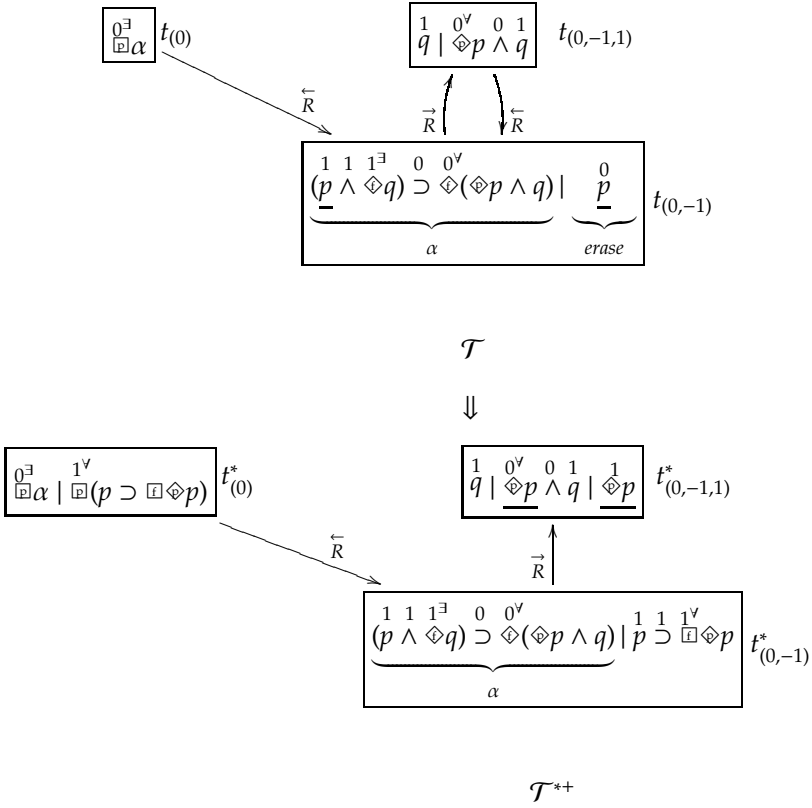 0∃ 🄿α t(0)
1 0∀ 0 1
q | ⟨P⟩p ∧ q t(0,−1,1)
←R
→R ←R
1 1 1∃ 0 0∀ 0
(p ∧ ⟨F⟩q) ⊃ ⟨F⟩(⟨P⟩p ∧ q) | p t(0,−1)
α erase
𝒯
⇓
0∃ 1∀
[P]α | [P](p ⊃ [F]⟨P⟩p) t*(0)
1 0∀ 0 1 1
q | ⟨P⟩p ∧ q | ⟨P⟩p t*(0,−1,1)
←R
→R
1 1 1∃ 0 0∀ 1 1 1∀
(p ∧ ⟨F⟩q) ⊃ ⟨F⟩(⟨P⟩p ∧ q) | p ⊃ [F]⟨P⟩p t*(0,−1)
α
𝒯*+